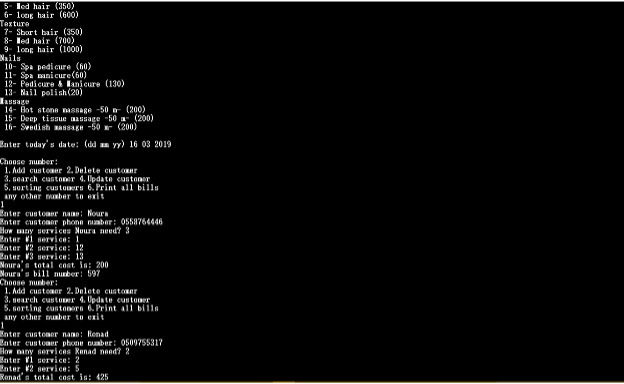 5- Med hair (350)
6- long hair (600)
Texture
7- Short hair (350)
8- Med hair (700)
9- long hair (1000)
Nails
10- Spa pedicure (60)
11- Spa manicure(60)
12- Pedicure & Manicure (130)
13- Nail polish(20)
Massage
14- Hot stone massage -50 m- (200)
15- Deep tissue massage -50 m- (200)
16- Swedish massage -50 m- (200)
Enter today's date: (dd mm yy) 16 03 2019
Choose number:
1.Add customer 2.Delete customer
3.search customer 4.Update customer
5.sorting customers 6.Print all bills
any other number to exit
1
Enter customer name: Noura
Enter customer phone number: 0558764446
How many services Noura need? 3
Enter #1 service: 1
Enter #2 service: 12
Enter #3 service: 13
Noura's total cost is: 200
Noura's bill number: 597
Choose number:
1.Add customer 2.Delete customer
3.search customer 4.Update customer
5.sorting customers 6.Print all bills
any other number to exit
1
Enter customer name: Renad
Enter customer phone number: 0509755317
How many services Renad need? 2
Enter #1 service: 2
Enter #2 service: 5
Renad's total cost is: 425